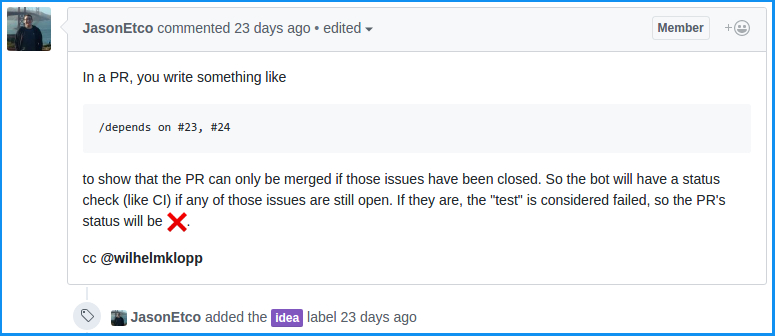 JasonEtco commented 23 days ago • edited
Member
In a PR, you write something like
/depends on #23, #24
to show that the PR can only be merged if those issues have been closed. So the bot will have a status
check (like CI) if any of those issues are still open. If they are, the "test" is considered failed, so the PR's
status will be ❌.
cc @wilhelmklopp
JasonEtco added the idea label 23 days ago